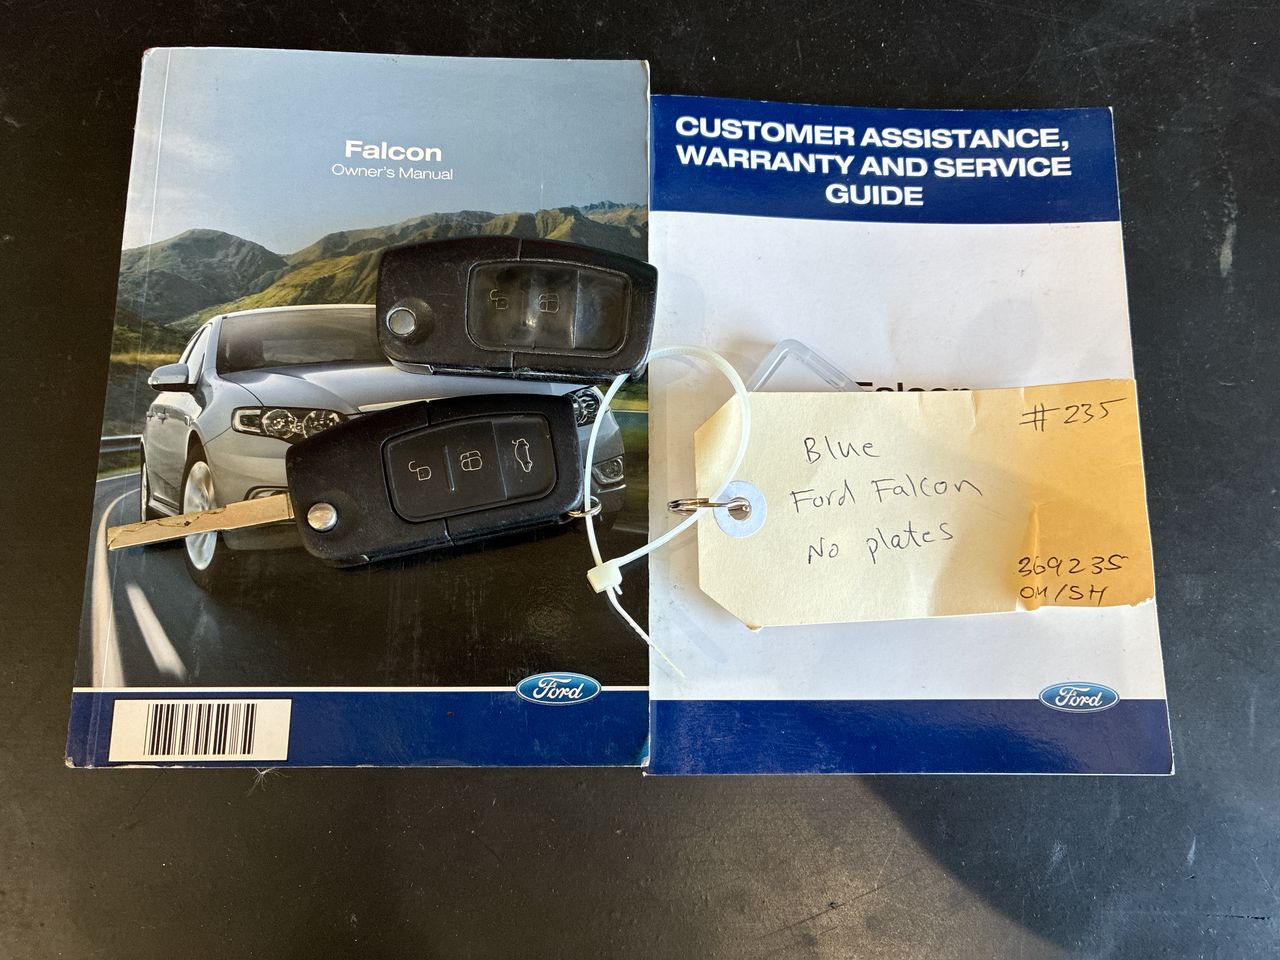 Falcon
Owner's Manual
Ford
CUSTOMER ASSISTANCE,
WARRANTY AND SERVICE
GUIDE
Falcon
# 235
Blue
Ford Falcon
No plates
369235
OM/SH
Ford